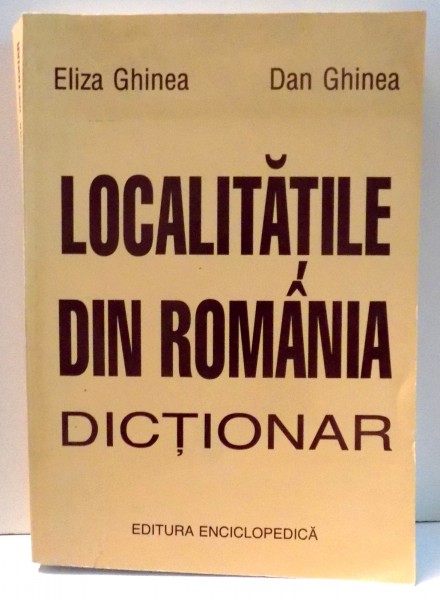 Eliza Ghinea Dan Ghinea
LOCALITĂȚILE
DIN ROMÂNIA
DICȚIONAR
EDITURA ENCICLOPEDICĂ